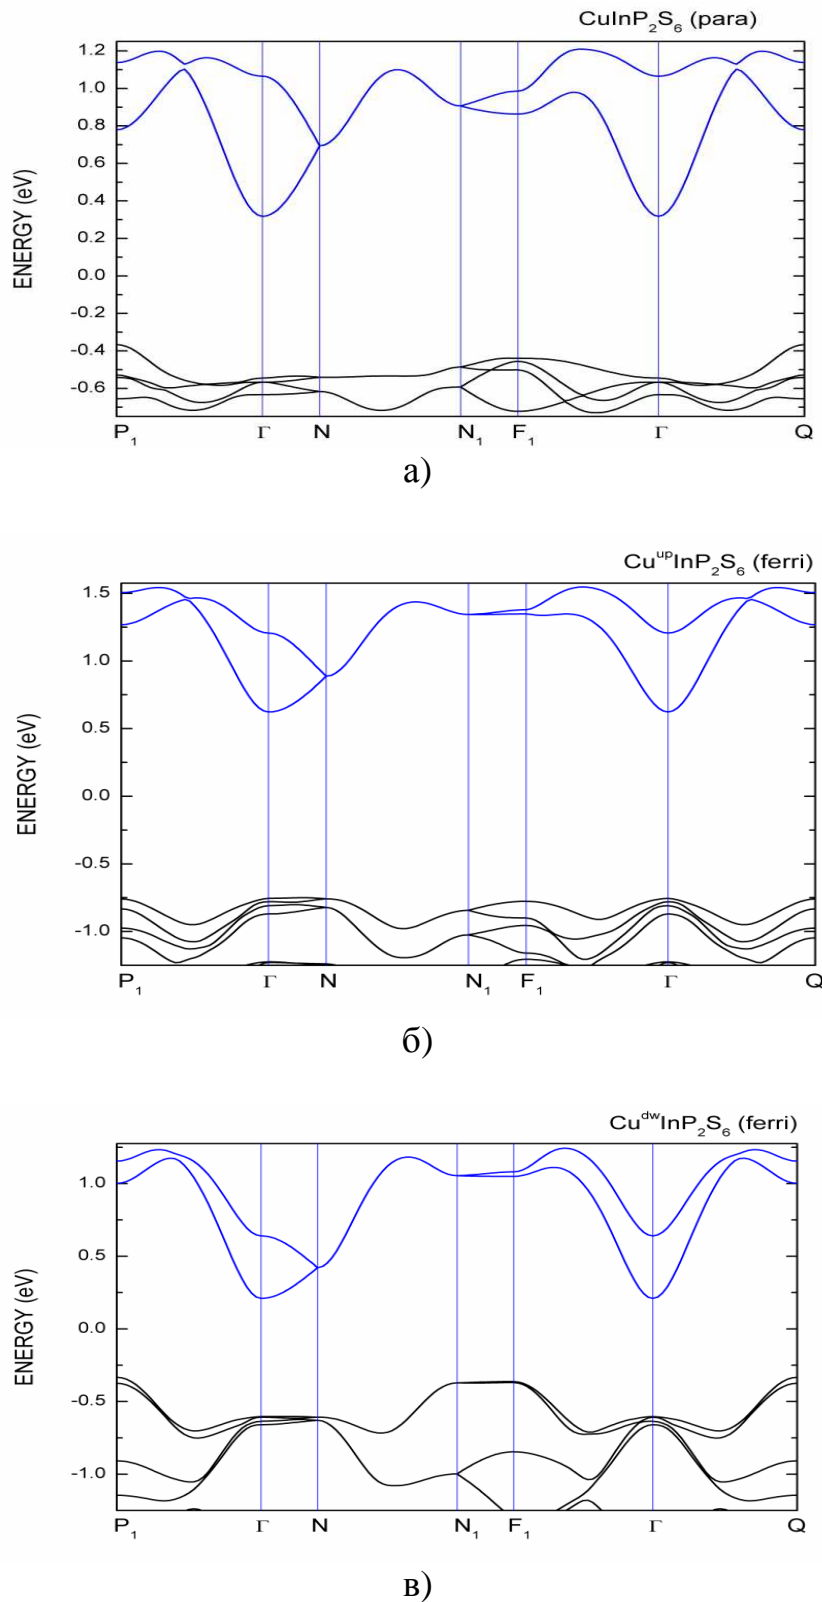 CuInP₂S₆ (para)
1.2
1.0
0.8
0.6
0.4
0.2
0.0
-0.2
-0.4
-0.6
ENERGY (eV)
P₁ Γ N N₁ F₁ Γ Q
а)
CuᵘᵖInP₂S₆ (ferri)
1.5
1.0
0.5
0.0
-0.5
-1.0
ENERGY (eV)
P₁ Γ N N₁ F₁ Γ Q
б)
CuᵈʷInP₂S₆ (ferri)
1.0
0.5
0.0
-0.5
-1.0
ENERGY (eV)
P₁ Γ N N₁ F₁ Γ Q
в)